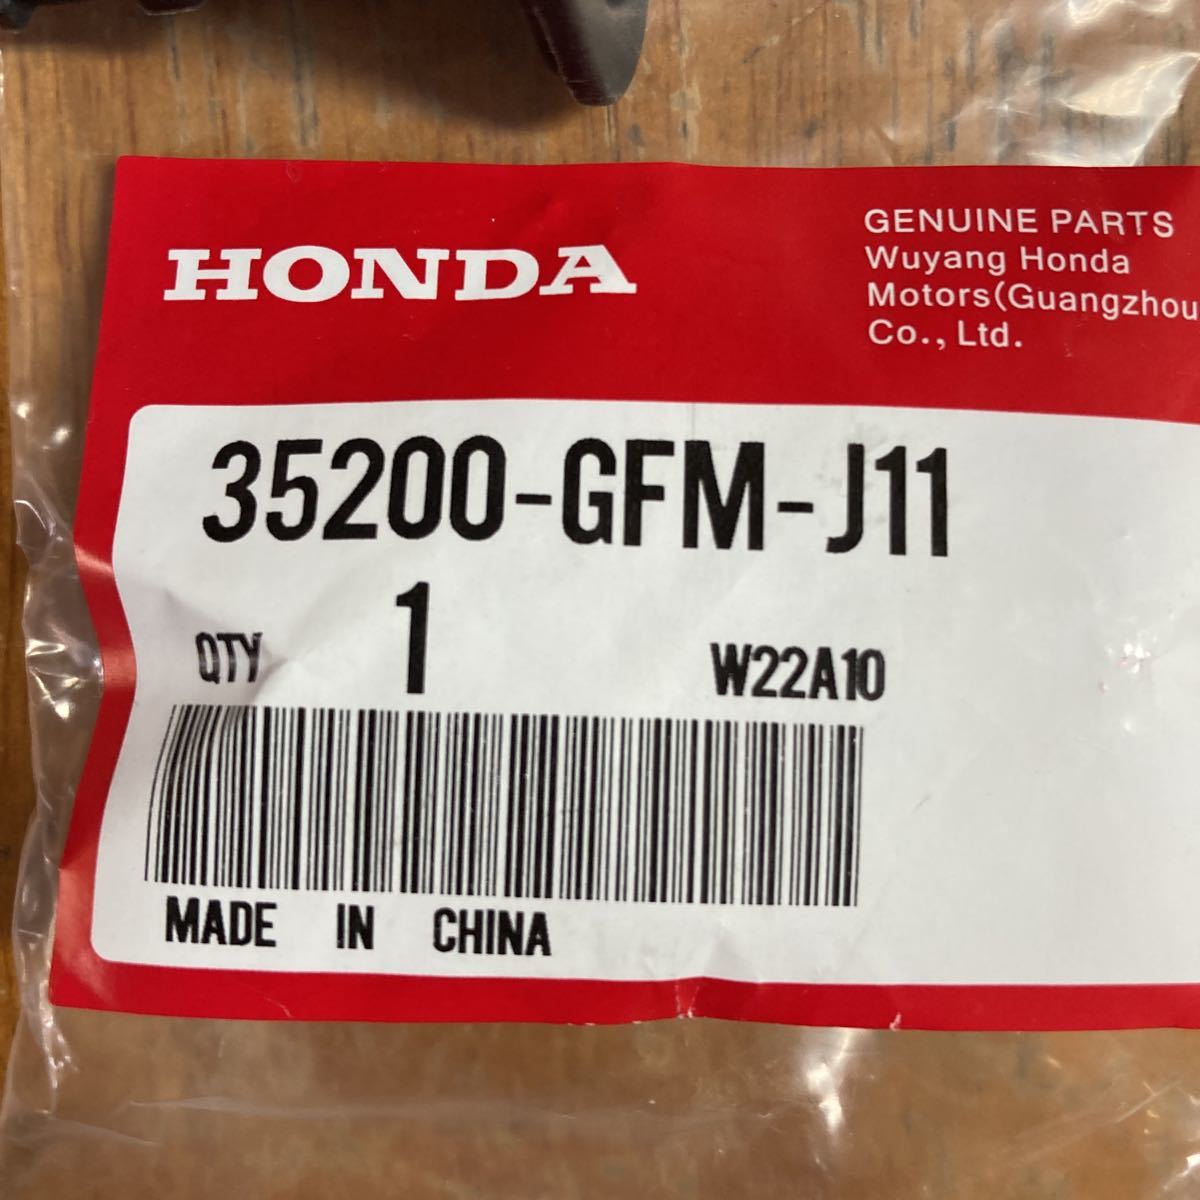 HONDA
GENUINE PARTS
Wuyang Honda
Motors(Guangzhou
Co., Ltd.
35200-GFM-J11
QTY 1 W22A10
MADE IN CHINA